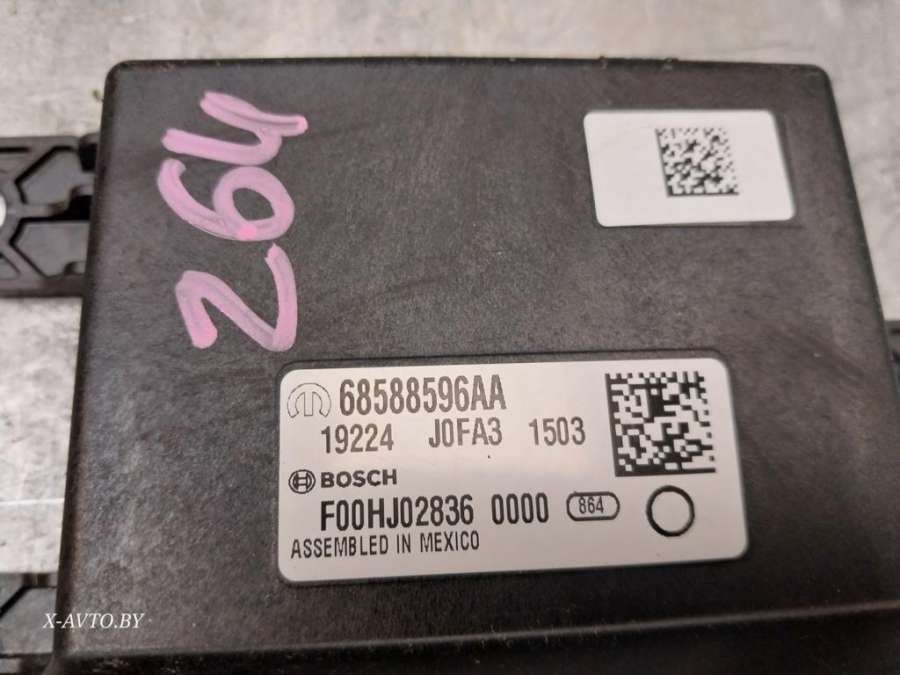 264
68588596AA
19224 J0FA3 1503
BOSCH
F00HJ02836 0000 864
ASSEMBLED IN MEXICO
X-AVTO.BY